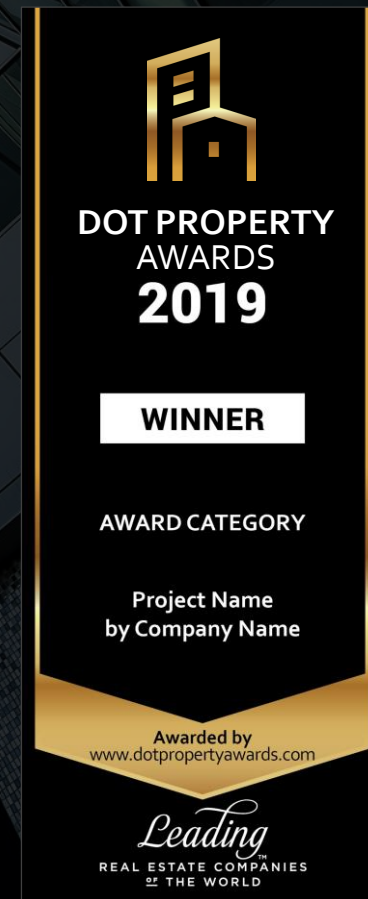 DOT PROPERTY
AWARDS
2019
WINNER
AWARD CATEGORY
Project Name
by Company Name
Awarded by
www.dotpropertyawards.com
Leading™
REAL ESTATE COMPANIES
OF THE WORLD